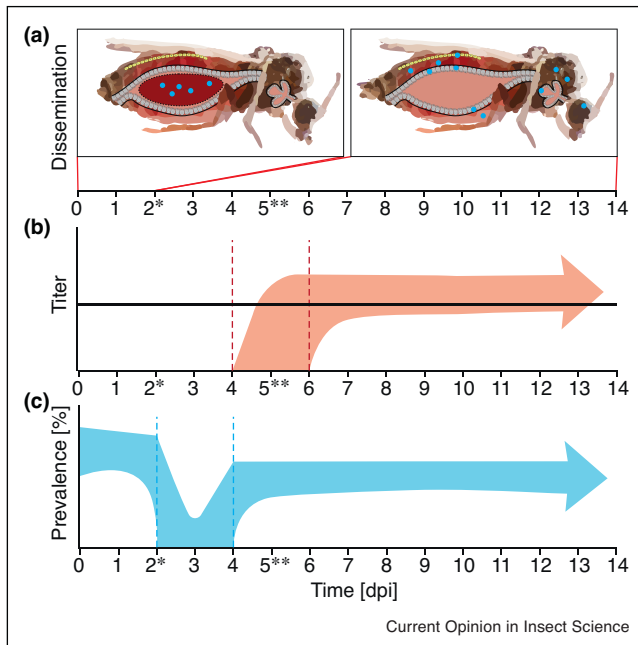 (a)
Dissemination
0 1 2* 3 4 5** 6 7 8 9 10 11 12 13 14
(b)
Titer
0 1 2* 3 4 5** 6 7 8 9 10 11 12 13 14
(c)
Prevalence [%]
0 1 2* 3 4 5** 6 7 8 9 10 11 12 13 14
Time [dpi]
Current Opinion in Insect Science